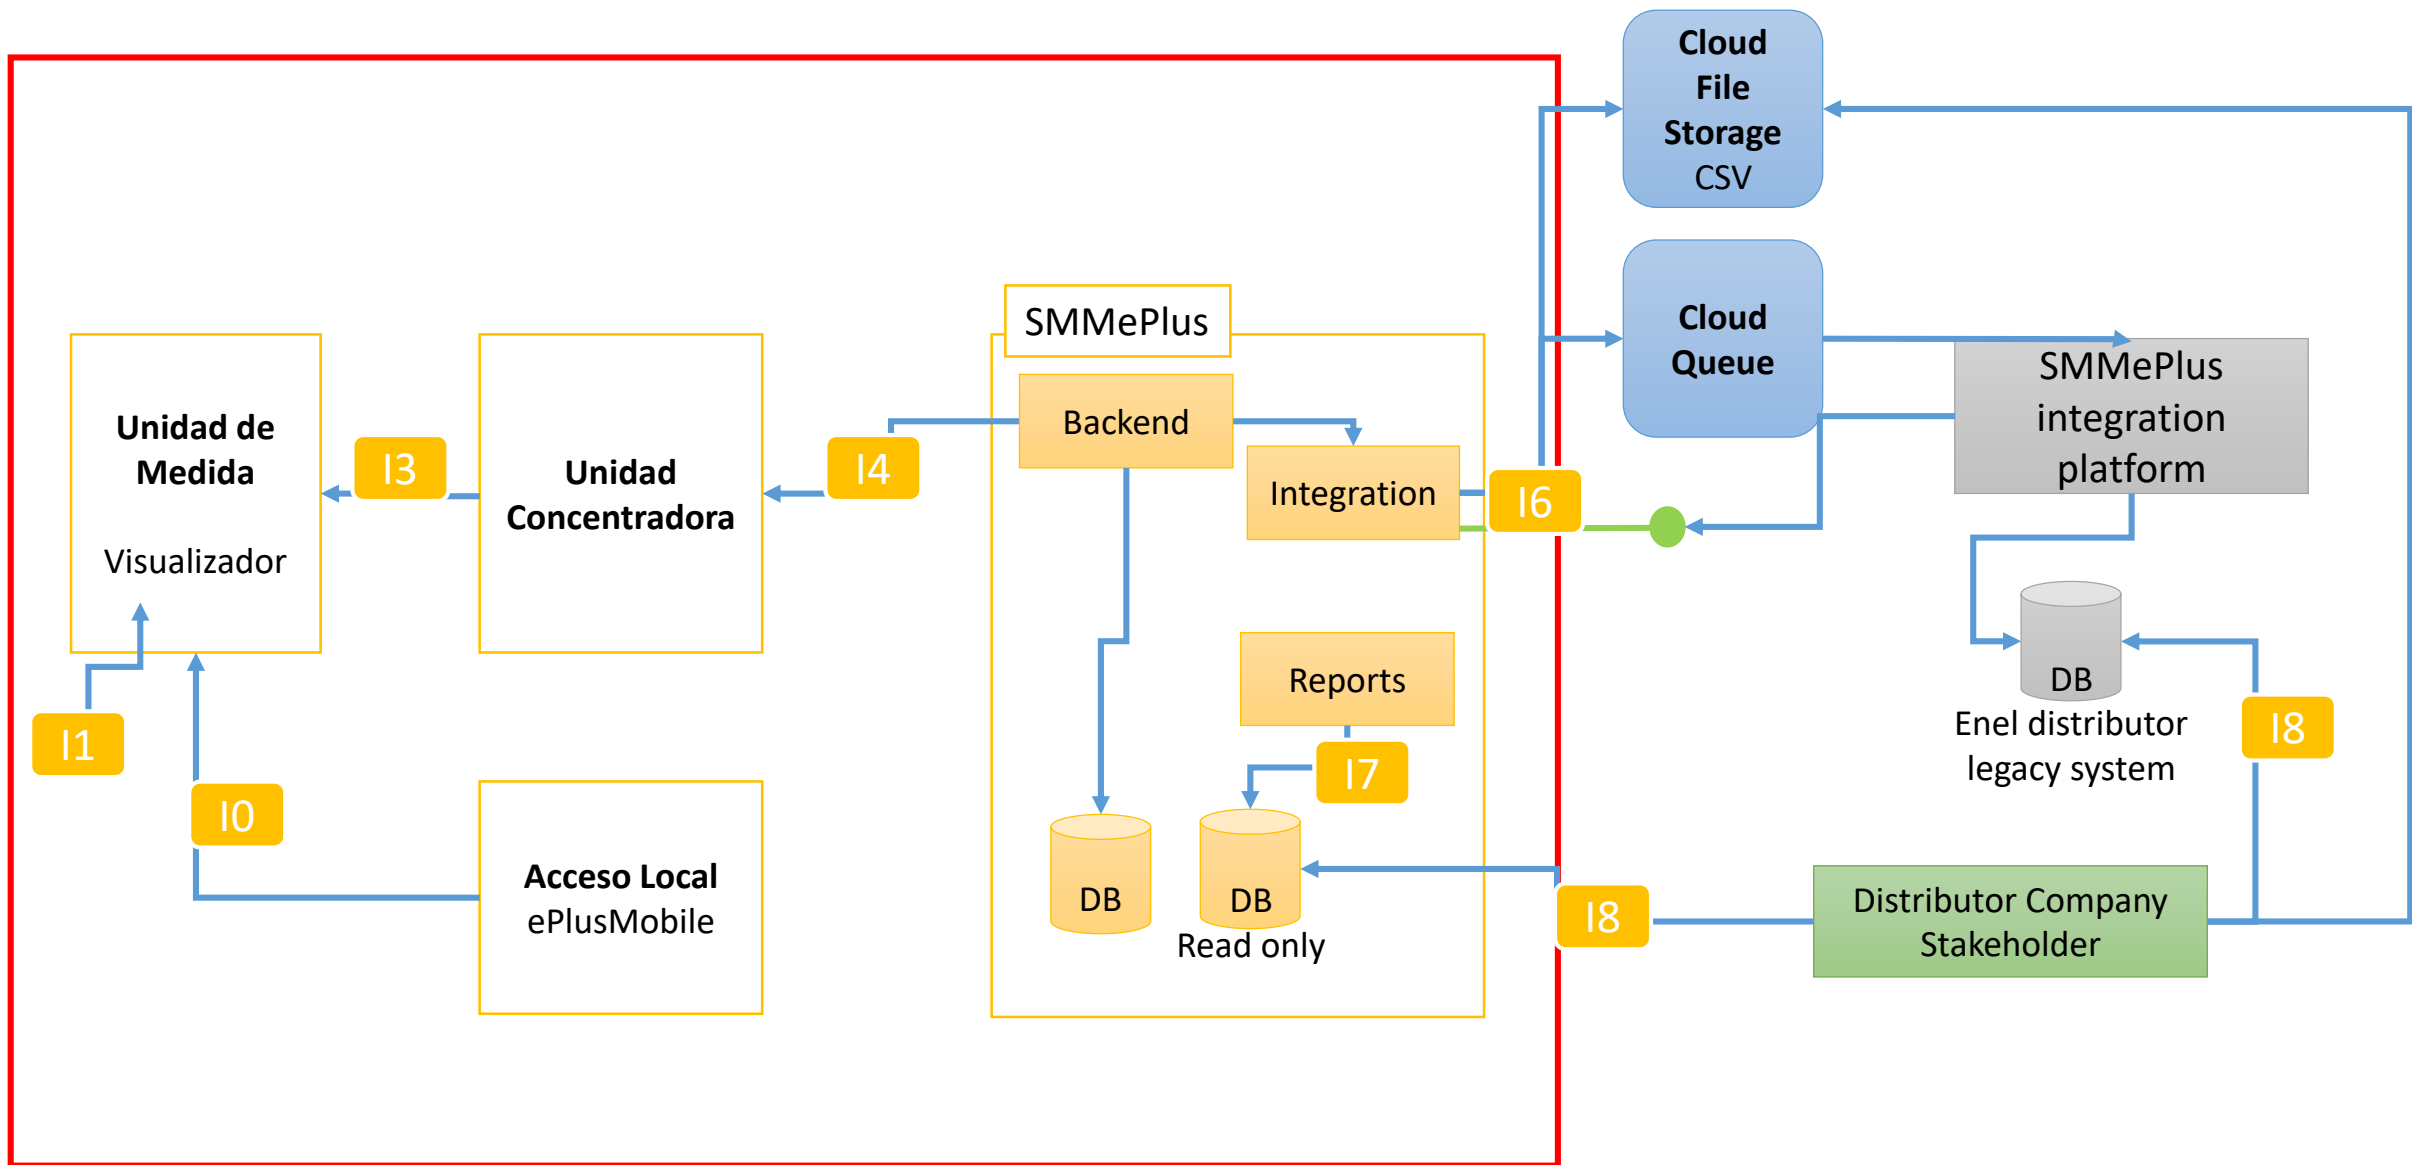 Cloud
File
Storage
CSV
Cloud
Queue
SMMePlus
SMMePlus
integration
platform
Unidad de
Medida
Visualizador
I3
Unidad
Concentradora
I4
Backend
Integration
I6
Reports
I7
DB
DB
Read only
I1
I0
Acceso Local
ePlusMobile
DB
Enel distributor
legacy system
I8
I8
Distributor Company
Stakeholder